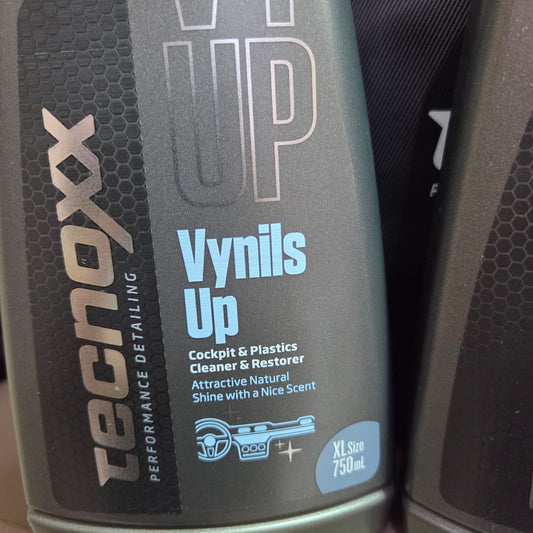 UP
TECNOXX
PERFORMANCE DETAILING
Vynils
Up
Cockpit & Plastics
Cleaner & Restorer
Attractive Natural
Shine with a Nice Scent
XL Size
750mL